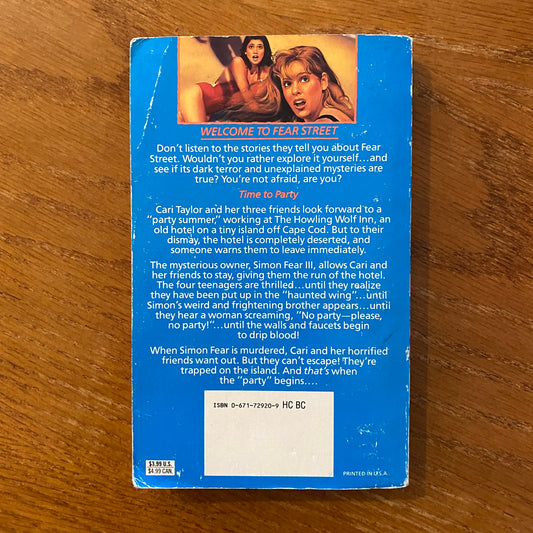 WELCOME TO FEAR STREET
Don't listen to the stories they tell you about Fear
Street. Wouldn't you rather explore it yourself...and
see if its dark terror and unexplained mysteries are
true? You're not afraid, are you?
Time to Party
Cari Taylor and her three friends look forward to a
"party summer," working at The Howling Wolf Inn, an
old hotel on a tiny island off Cape Cod. But to their
dismay, the hotel is completely deserted, and
someone warns them to leave immediately.
The mysterious owner, Simon Fear III, allows Cari and
her friends to stay, giving them the run of the hotel.
The four teenagers are thrilled...until they realize
they have been put up in the "haunted wing"...until
Simon's weird and frightening brother appears...until
they hear a woman screaming, "No party—please,
no party!"...until the walls and faucets begin
to drip blood!
When Simon Fear is murdered, Cari and her horrified
friends want out. But they can't escape! They're
trapped on the island. And that's when
the "party" begins....
ISBN 0-671-72920-9 HC BC
$3.99 U.S.
$4.99 CAN.
PRINTED IN U.S.A.